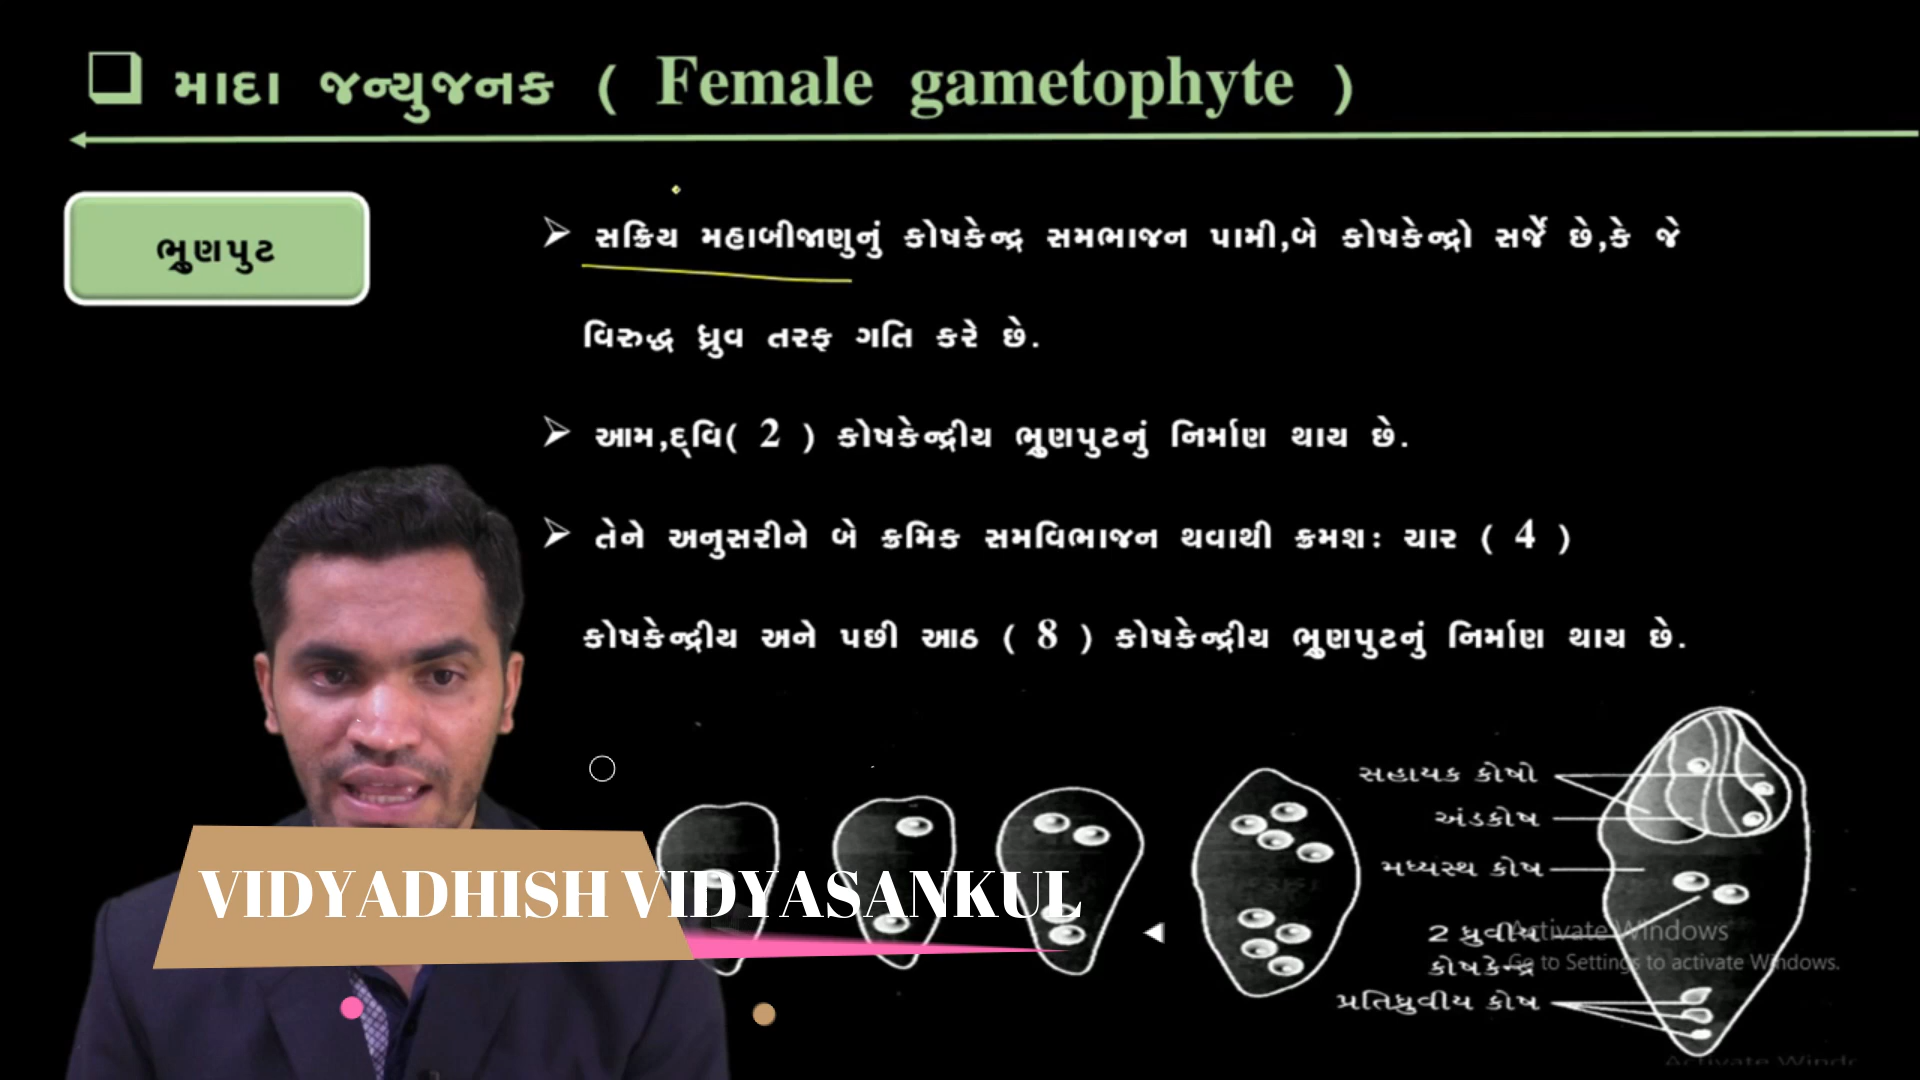 માદા જન્યુજનક ( Female gametophyte )
ભ્રુણપુટ
સક્રિય મહાબીજાણુનું કોષકેન્દ્ર સમભાજન પામી,બે કોષકેન્દ્રો સર્જે છે,કે જે
વિરુદ્ધ ધ્રુવ તરફ ગતિ કરે છે.
આમ,દ્વિ( 2 ) કોષકેન્દ્રીય ભ્રુણપુટનું નિર્માણ થાય છે.
તેને અનુસરીને બે ક્રમિક સમવિભાજન થવાથી ક્રમશઃ ચાર ( 4 )
કોષકેન્દ્રીય અને પછી આઠ ( 8 ) કોષકેન્દ્રીય ભ્રુણપુટનું નિર્માણ થાય છે.
સહાયક કોષો
અંડકોષ
મધ્યસ્થ કોષ
2 ધ્રુવીય
કોષકેન્દ્ર
પ્રતિધ્રુવીય કોષ
VIDYADHISH VIDYASANKUL
Activate Windows
Go to Settings to activate Windows.